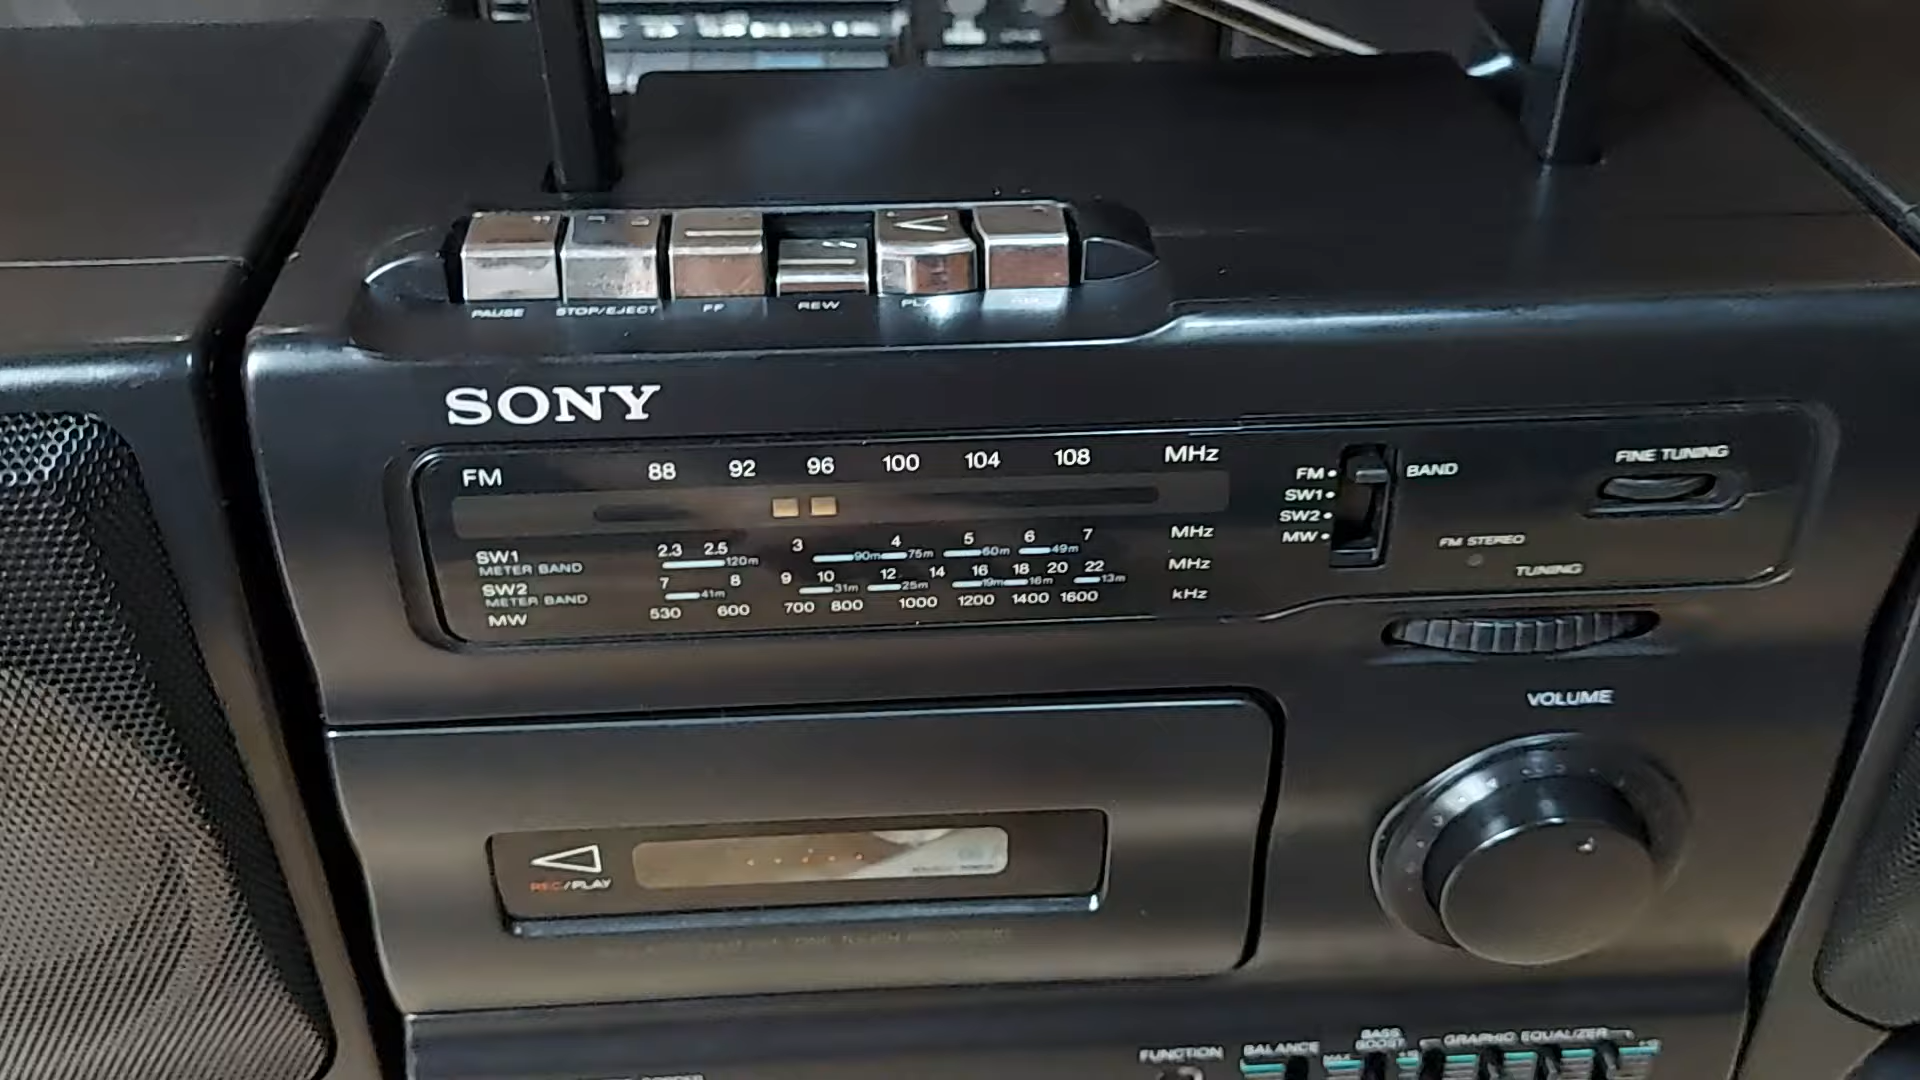 PAUSE STOP/EJECT FF REW PLAY
SONY
FM 88 92 96 100 104 108 MHz
SW1 2.3 2.5 3 4 5 6 7 MHz
METER BAND 120m 90m 75m 60m 49m
SW2 7 8 9 10 12 14 16 18 20 22 MHz
METER BAND 41m 31m 25m 19m 16m 13m
MW 530 600 700 800 1000 1200 1400 1600 kHz
FM
SW1
SW2
MW
BAND
FINE TUNING
FM STEREO
TUNING
VOLUME
REC/PLAY
FUNCTION BALANCE
BASS
BOOST
GRAPHIC EQUALIZER
MAX